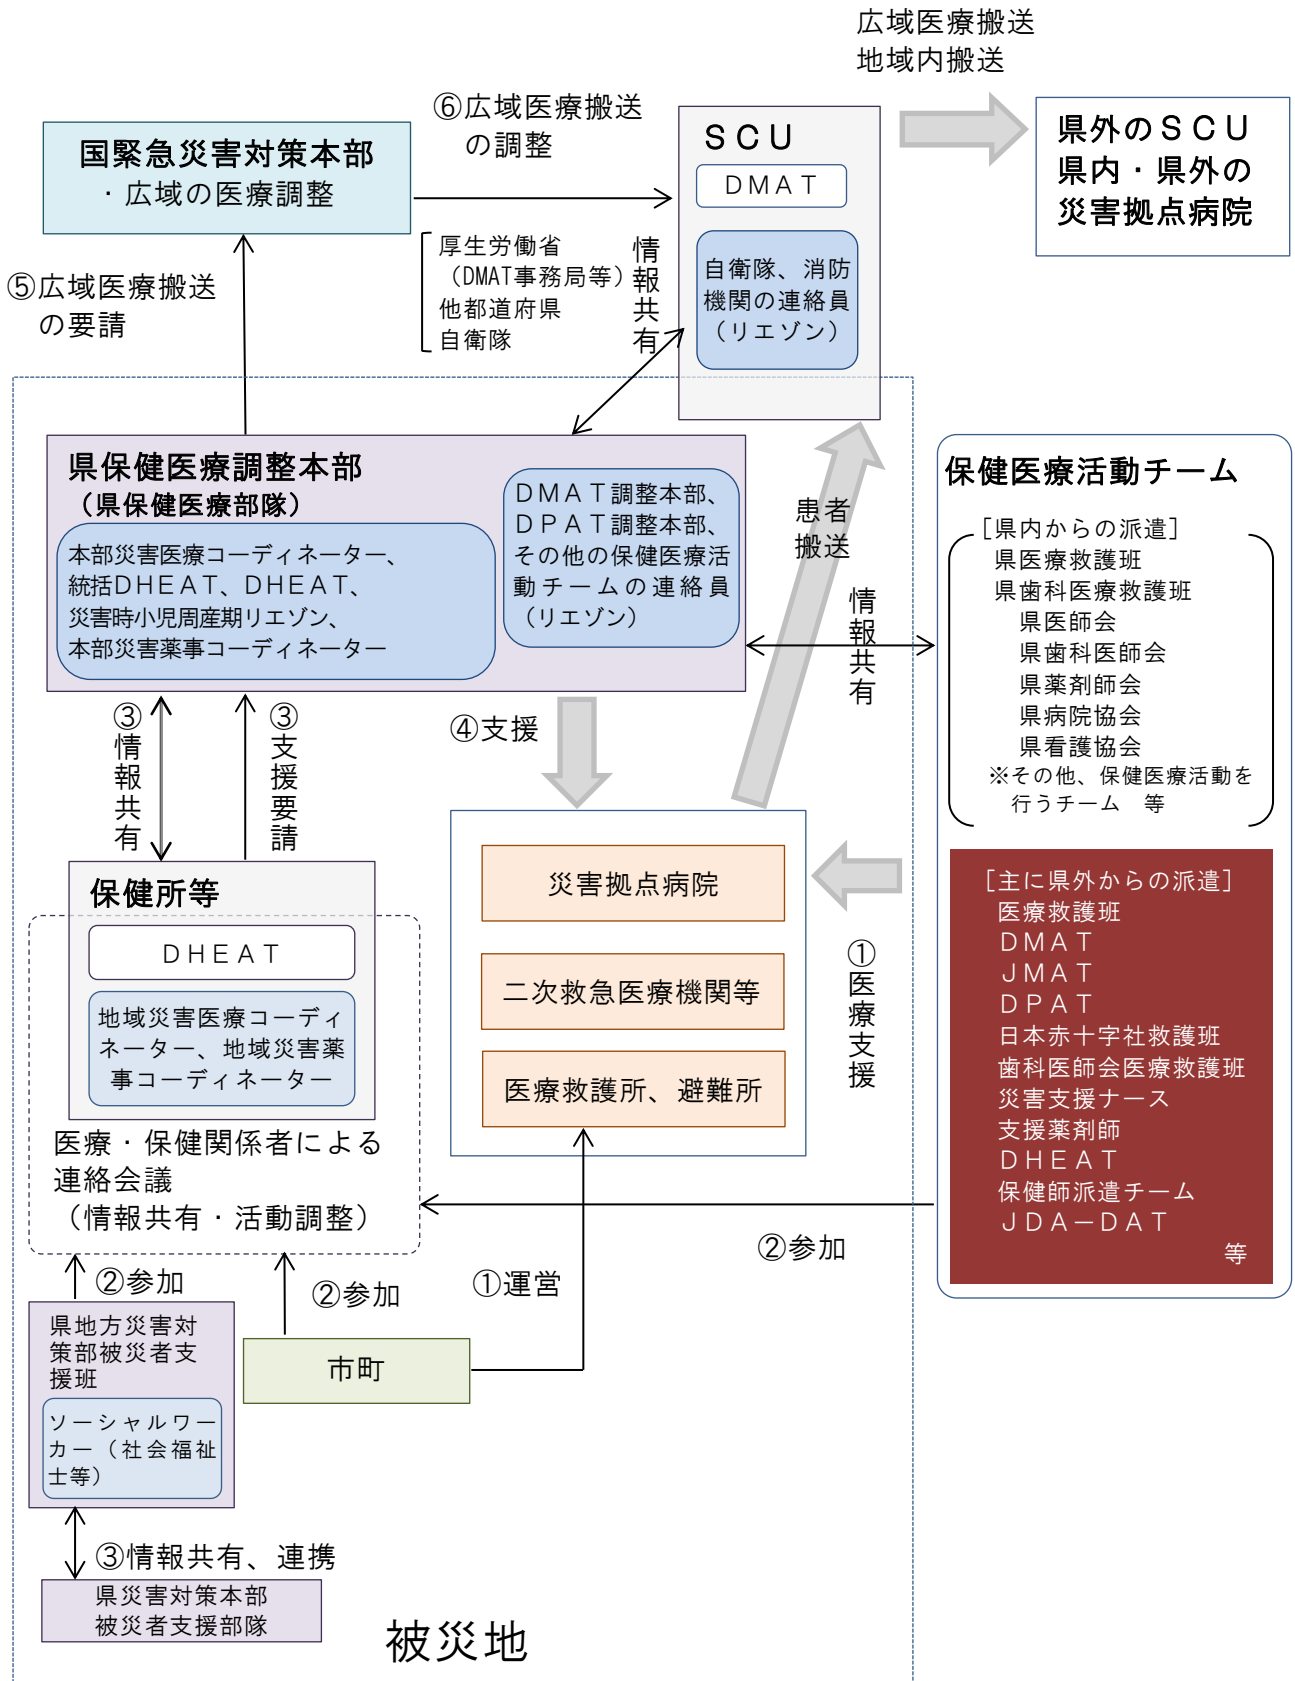 広域医療搬送
地域内搬送
⑥広域医療搬送
の調整
国緊急災害対策本部
・広域の医療調整
ＳＣＵ
ＤＭＡＴ
自衛隊、消防
機関の連絡員
（リエゾン）
県外のＳＣＵ
県内・県外の
災害拠点病院
厚生労働省
（DMAT事務局等）
他都道府県
自衛隊
情報共有
⑤広域医療搬送
の要請
県保健医療調整本部
（県保健医療部隊）
本部災害医療コーディネーター、
統括ＤＨＥＡＴ、ＤＨＥＡＴ、
災害時小児周産期リエゾン、
本部災害薬事コーディネーター
ＤＭＡＴ調整本部、
ＤＰＡＴ調整本部、
その他の保健医療活
動チームの連絡員
（リエゾン）
患者
搬送
情報共有
保健医療活動チーム
［県内からの派遣］
県医療救護班
県歯科医療救護班
県医師会
県歯科医師会
県薬剤師会
県病院協会
県看護協会
※その他、保健医療活動を
行うチーム　等
［主に県外からの派遣］
医療救護班
ＤＭＡＴ
ＪＭＡＴ
ＤＰＡＴ
日本赤十字社救護班
歯科医師会医療救護班
災害支援ナース
支援薬剤師
ＤＨＥＡＴ
保健師派遣チーム
ＪＤＡ－ＤＡＴ
等
③情報共有
③支援要請
④支援
保健所等
ＤＨＥＡＴ
地域災害医療コーディ
ネーター、地域災害薬
事コーディネーター
医療・保健関係者による
連絡会議
（情報共有・活動調整）
災害拠点病院
二次救急医療機関等
医療救護所、避難所
①医療支援
②参加
②参加
②参加
①運営
県地方災害対
策部被災者支
援班
ソーシャルワー
カー（社会福祉
士等）
市町
③情報共有、連携
県災害対策本部
被災者支援部隊
被災地